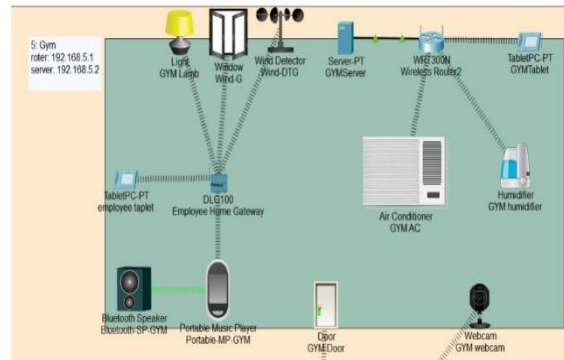 5: Gym
roter: 192.168.5.1
server: 192.168.5.2
Light
GYM Lamb
Window
Wind-G
Wind Detector
Wind-DTG
Server-PT
GYMServer
WRT300N
Wireless Router2
TabletPC-PT
GYMTablet
TabletPC-PT
employee taplet
DLG100
Employee Home Gateway
Air Conditioner
GYM AC
Humidifier
GYM humidifier
Bluetooth Speaker
Bluetooth-SP-GYM
Portable Music Player
Portable-MP-GYM
Door
GYM Door
Webcam
GYM webcam